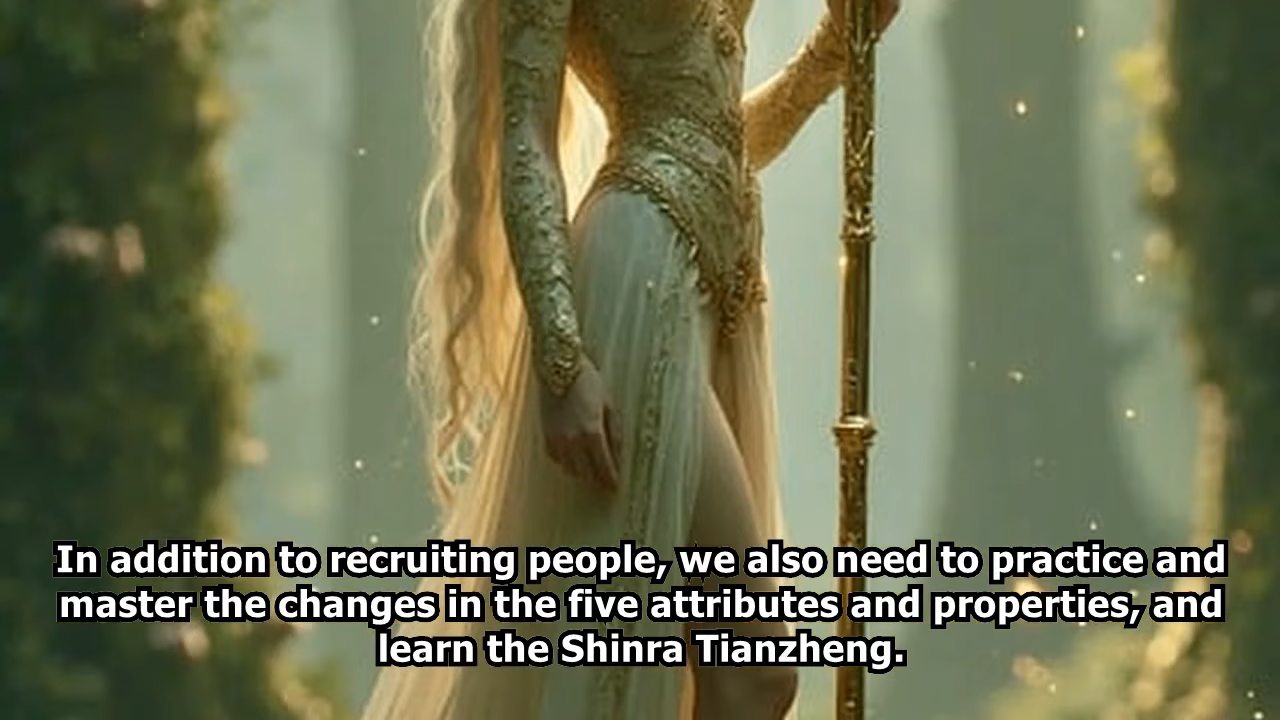 In addition to recruiting people, we also need to practice and
master the changes in the five attributes and properties, and
learn the Shinra Tianzheng.